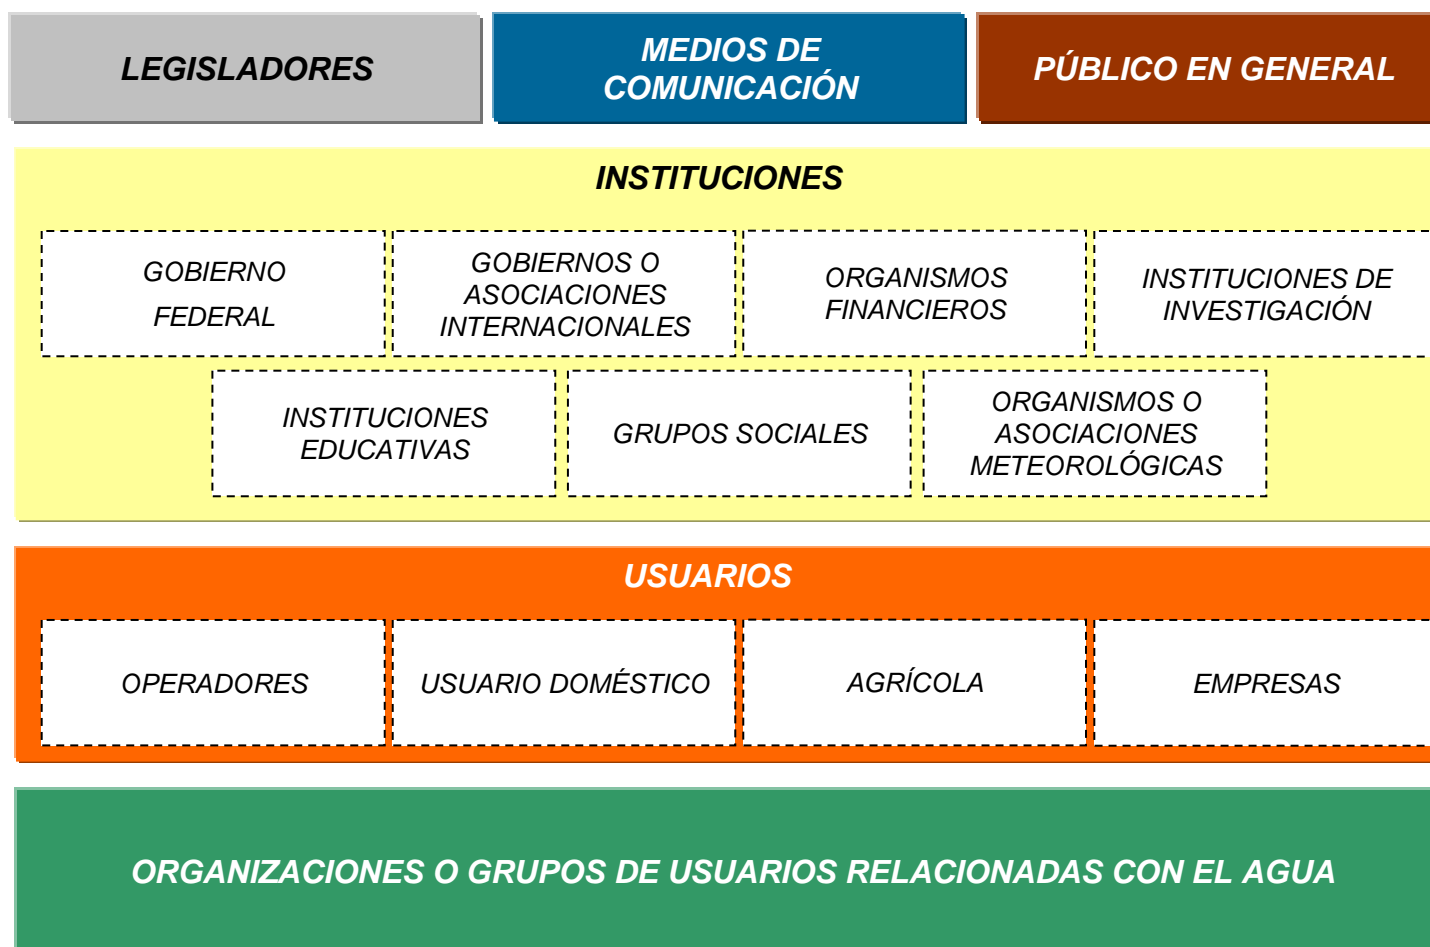 LEGISLADORES
MEDIOS DE
COMUNICACIÓN
PÚBLICO EN GENERAL
INSTITUCIONES
GOBIERNO
FEDERAL
GOBIERNOS O
ASOCIACIONES
INTERNACIONALES
ORGANISMOS
FINANCIEROS
INSTITUCIONES DE
INVESTIGACIÓN
INSTITUCIONES
EDUCATIVAS
GRUPOS SOCIALES
ORGANISMOS O
ASOCIACIONES
METEOROLÓGICAS
USUARIOS
OPERADORES
USUARIO DOMÉSTICO
AGRÍCOLA
EMPRESAS
ORGANIZACIONES O GRUPOS DE USUARIOS RELACIONADAS CON EL AGUA